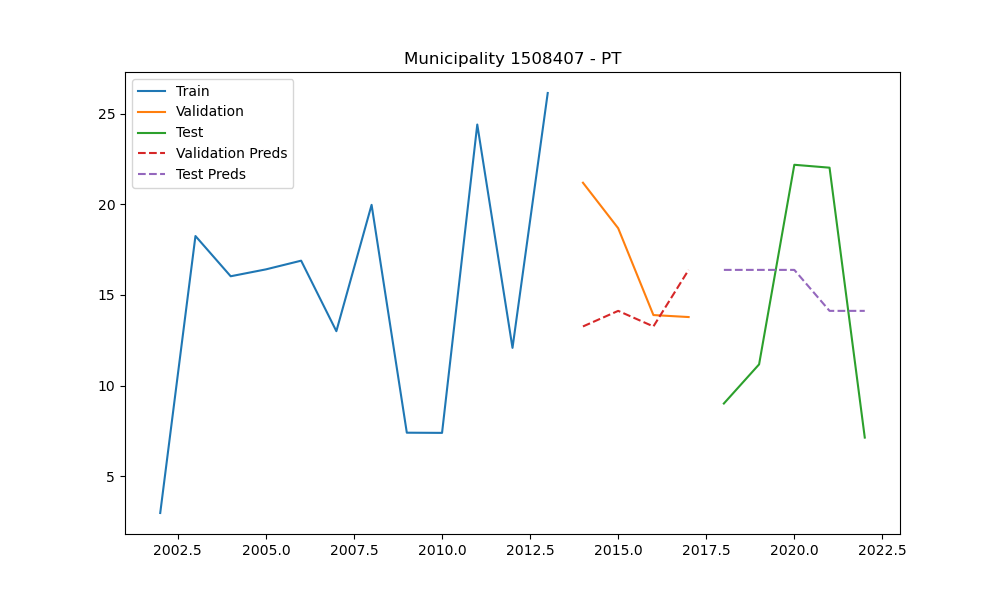 Municipality 1508407 - PT
Train
Validation
Test
Validation Preds
Test Preds
25
20
15
10
5
2002.5 2005.0 2007.5 2010.0 2012.5 2015.0 2017.5 2020.0 2022.5